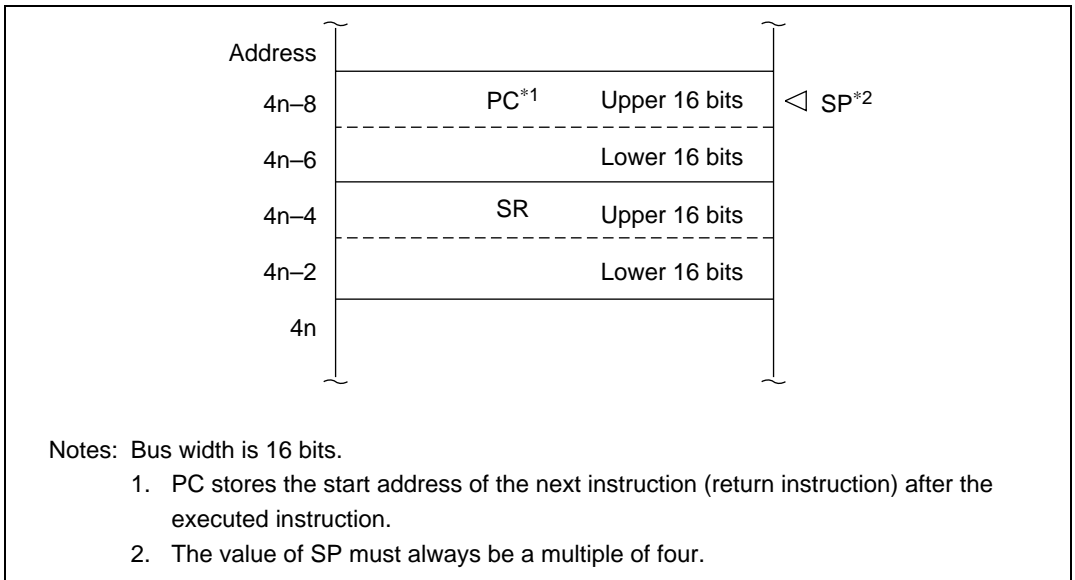 Address
4n–8 PC*1 Upper 16 bits SP*2
4n–6 Lower 16 bits
4n–4 SR Upper 16 bits
4n–2 Lower 16 bits
4n
Notes: Bus width is 16 bits.
1. PC stores the start address of the next instruction (return instruction) after the
executed instruction.
2. The value of SP must always be a multiple of four.